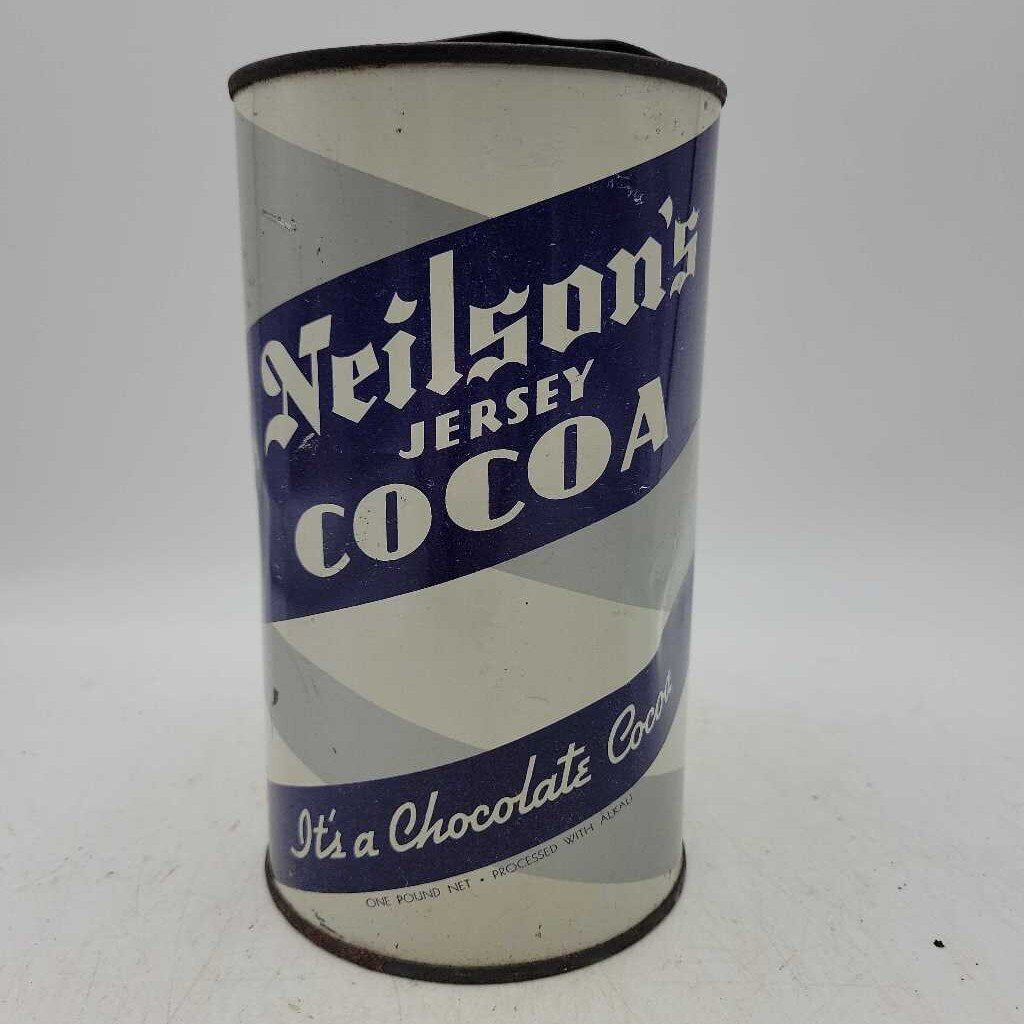 Neilson's
JERSEY
COCOA
It's a Chocolate Cocoa
ONE POUND NET • PROCESSED WITH ALKALI